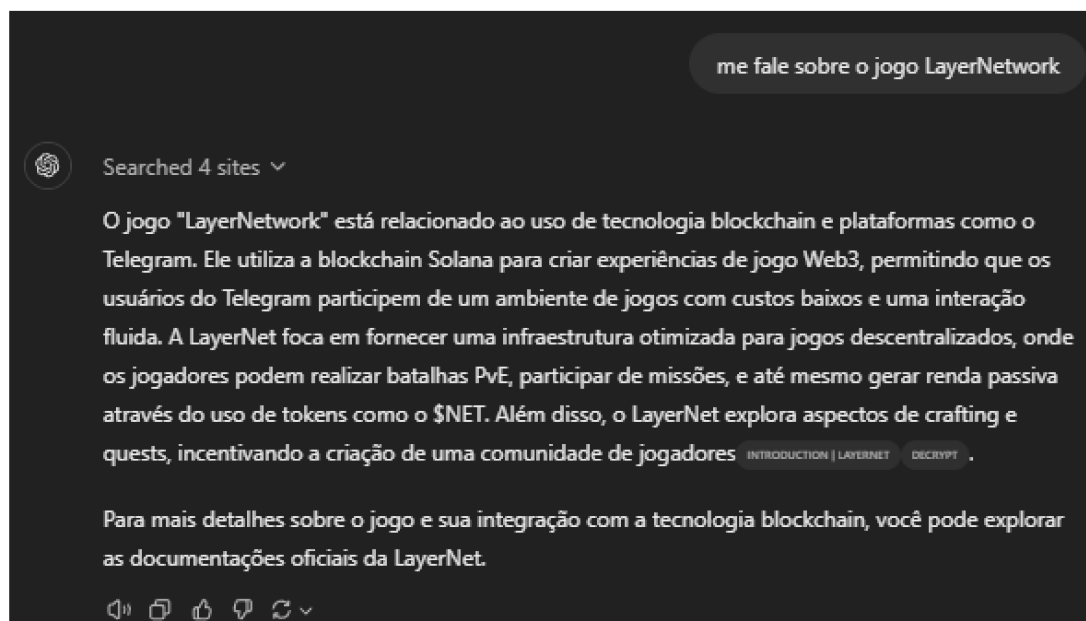 me fale sobre o jogo LayerNetwork
Searched 4 sites
O jogo "LayerNetwork" está relacionado ao uso de tecnologia blockchain e plataformas como o
Telegram. Ele utiliza a blockchain Solana para criar experiências de jogo Web3, permitindo que os
usuários do Telegram participem de um ambiente de jogos com custos baixos e uma interação
fluida. A LayerNet foca em fornecer uma infraestrutura otimizada para jogos descentralizados, onde
os jogadores podem realizar batalhas PvE, participar de missões, e até mesmo gerar renda passiva
através do uso de tokens como o $NET. Além disso, o LayerNet explora aspectos de crafting e
quests, incentivando a criação de uma comunidade de jogadores INTRODUCTION | LAYERNET DECRYPT .
Para mais detalhes sobre o jogo e sua integração com a tecnologia blockchain, você pode explorar
as documentações oficiais da LayerNet.